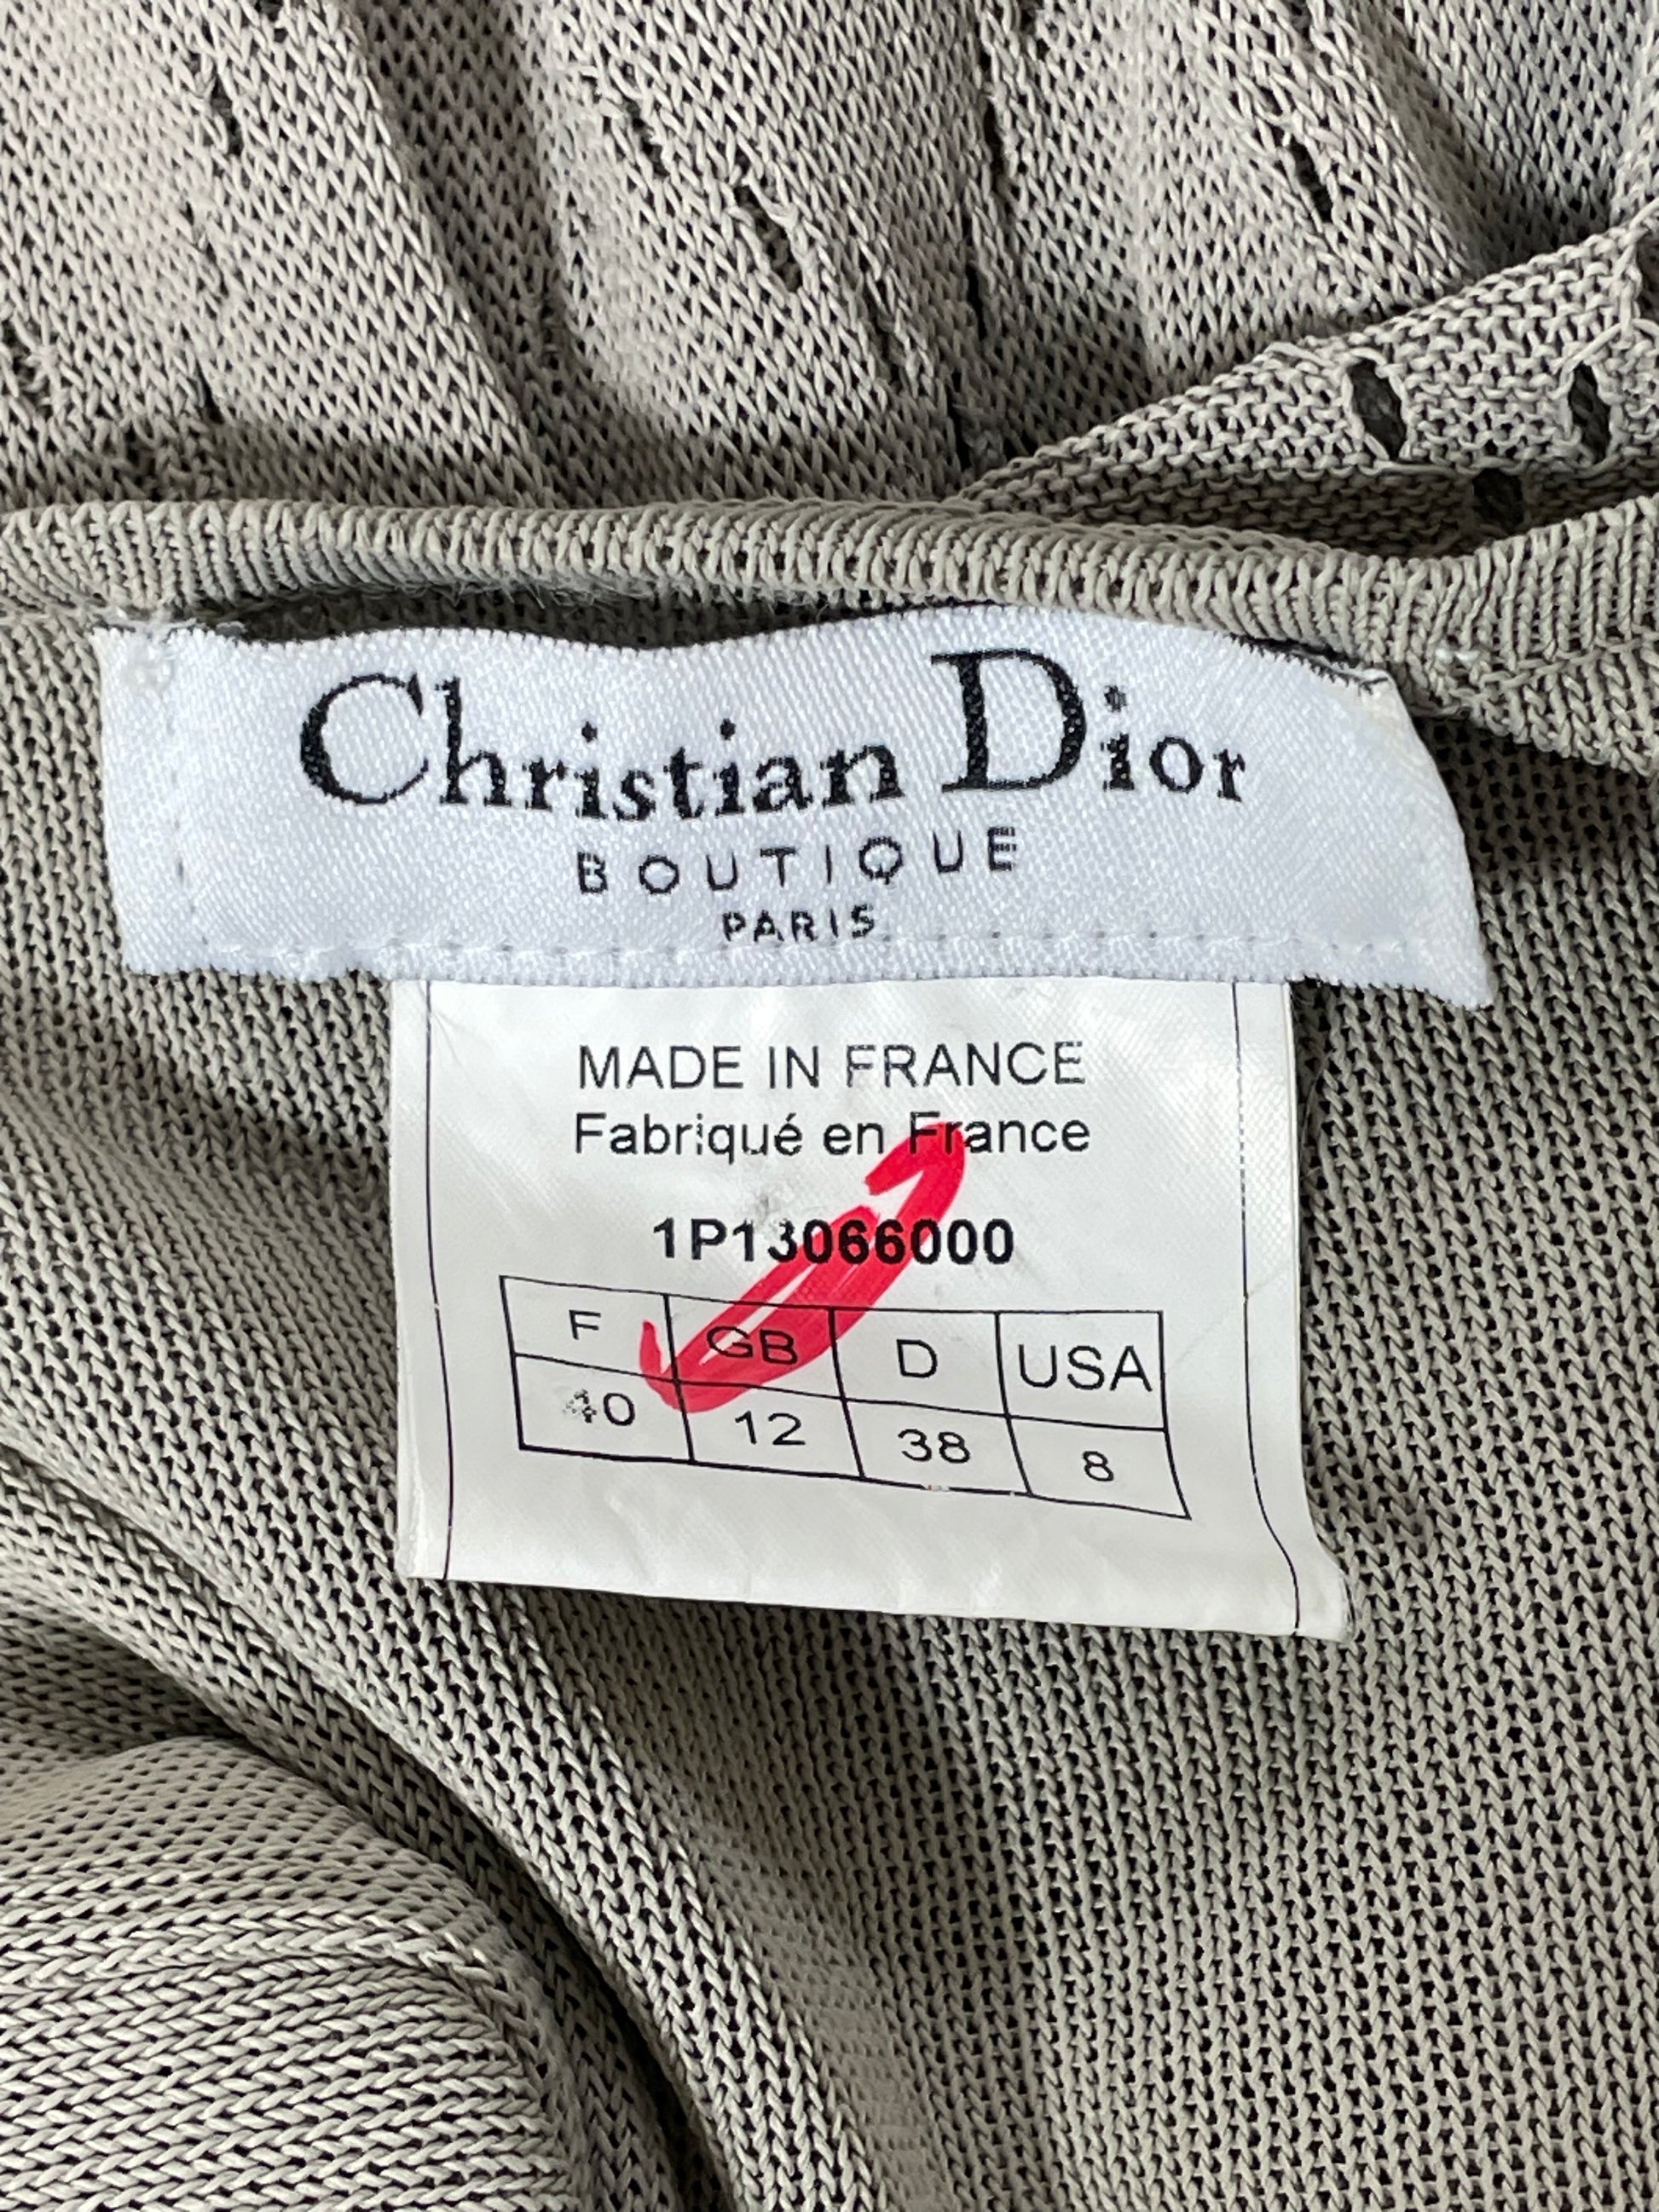 Christian Dior
BOUTIQUE
PARIS
MADE IN FRANCE
Fabriqué en France
1P13066000
F GB D USA
40 12 38 8